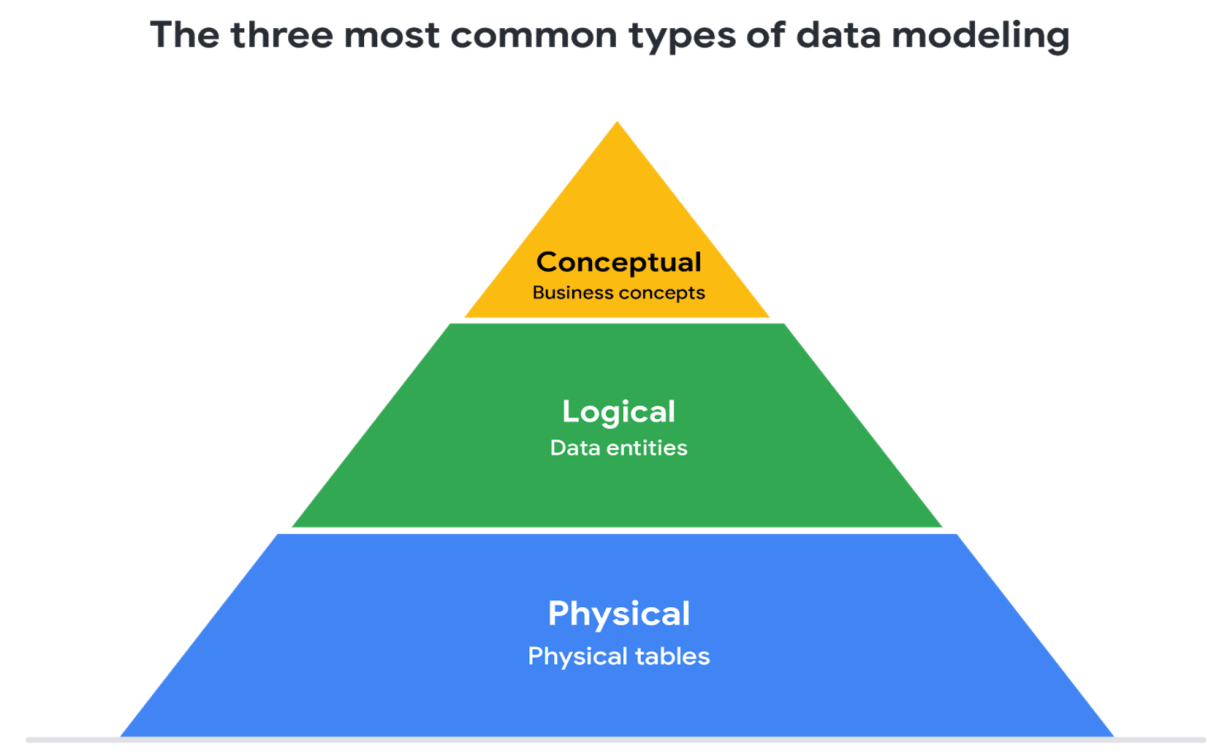 The three most common types of data modeling
Conceptual
Business concepts
Logical
Data entities
Physical
Physical tables